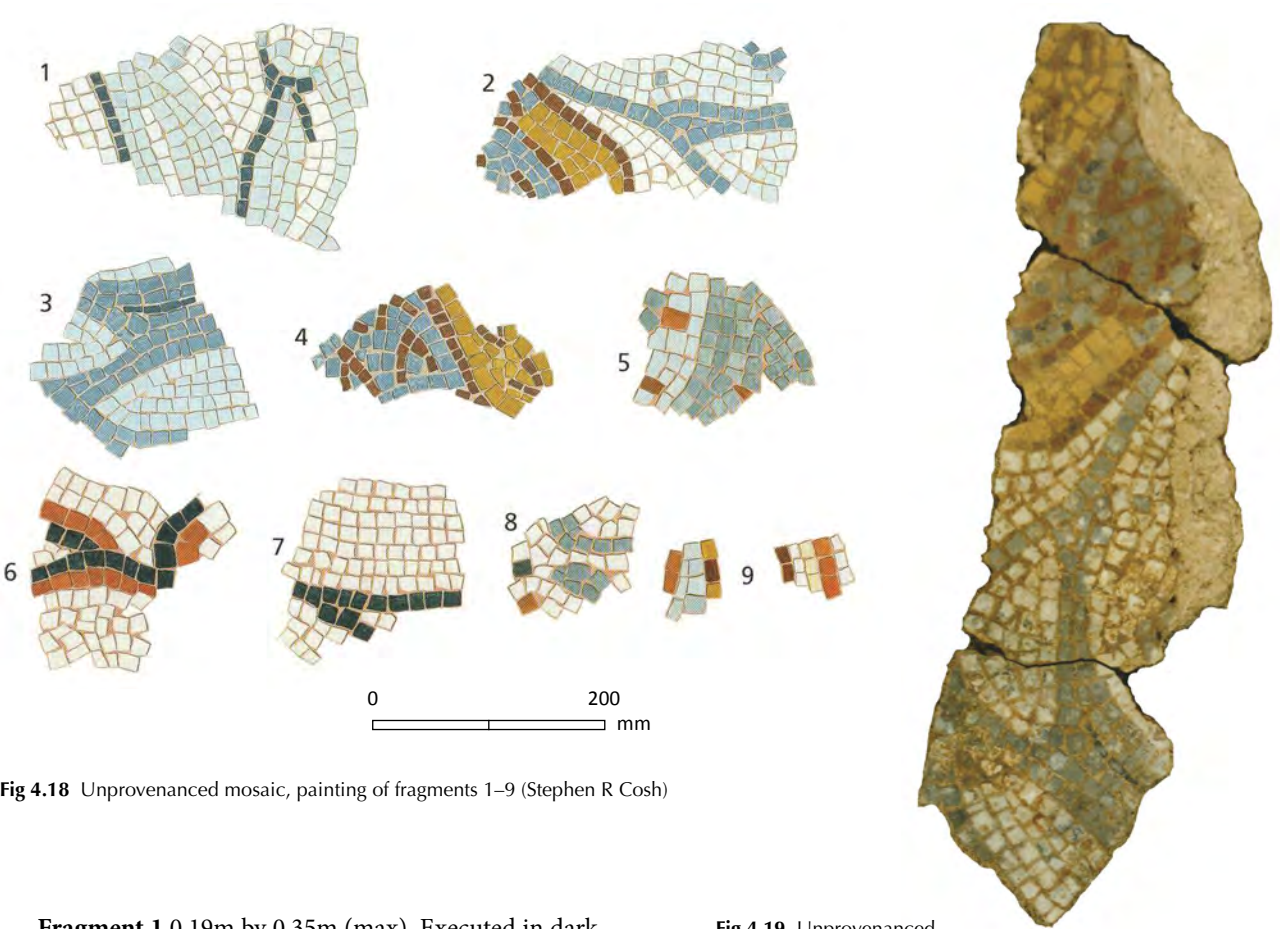 1
2
3
4
5
6
7
8
9
0 200
mm
Fig 4.18 Unprovenanced mosaic, painting of fragments 1–9 (Stephen R Cosh)
Fragment 1 0.19m by 0.35m (max). Executed in dark
Fig 4.19 Unprovenanced